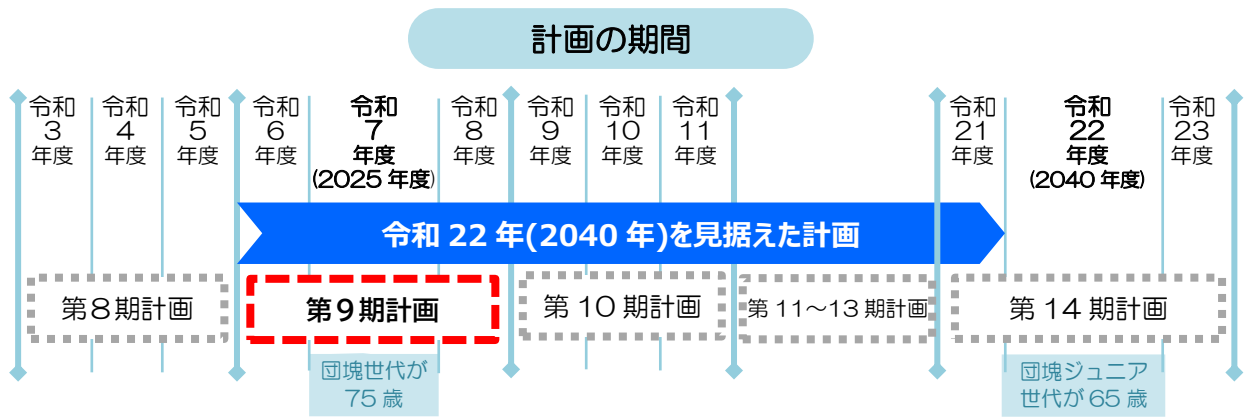 計画の期間
令和
3
年度
令和
4
年度
令和
5
年度
令和
6
年度
令和
7
年度
(2025 年度)
令和
8
年度
令和
9
年度
令和
10
年度
令和
11
年度
令和
21
年度
令和
22
年度
(2040 年度)
令和
23
年度
令和 22 年(2040 年)を見据えた計画
第8期計画
第9期計画
第 10 期計画
第 11~13 期計画
第 14 期計画
団塊世代が
75 歳
団塊ジュニア
世代が 65 歳